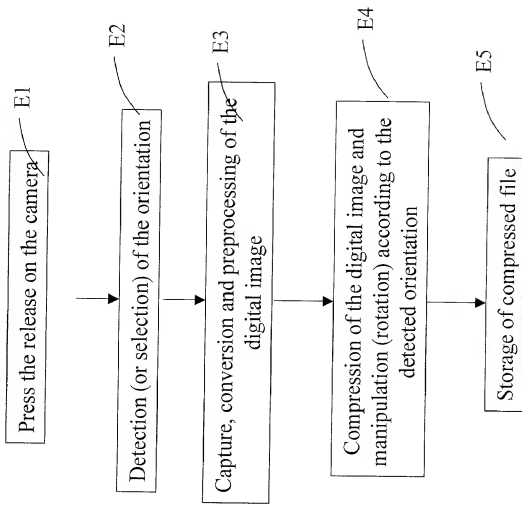 Press the release on the camera
E1
Detection (or selection) of the orientation
E2
Capture, conversion and preprocessing of the
digital image
E3
Compression of the digital image and
manipulation (rotation) according to the
detected orientation
E4
Storage of compressed file
E5